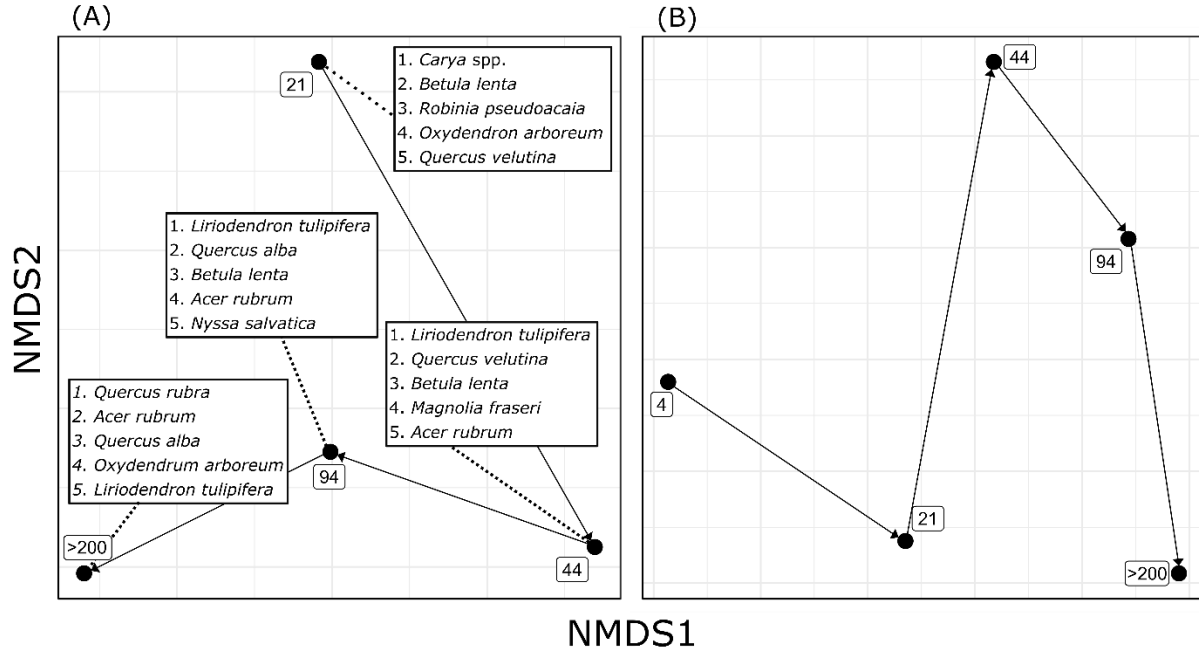 (A)
(B)
NMDS2
21
1. Carya spp.
2. Betula lenta
3. Robinia pseudoacaia
4. Oxydendron arboreum
5. Quercus velutina
1. Liriodendron tulipifera
2. Quercus alba
3. Betula lenta
4. Acer rubrum
5. Nyssa salvatica
1. Liriodendron tulipifera
2. Quercus velutina
3. Betula lenta
4. Magnolia fraseri
5. Acer rubrum
1. Quercus rubra
2. Acer rubrum
3. Quercus alba
4. Oxydendrum arboreum
5. Liriodendron tulipifera
94
>200
44
44
94
4
21
>200
NMDS1